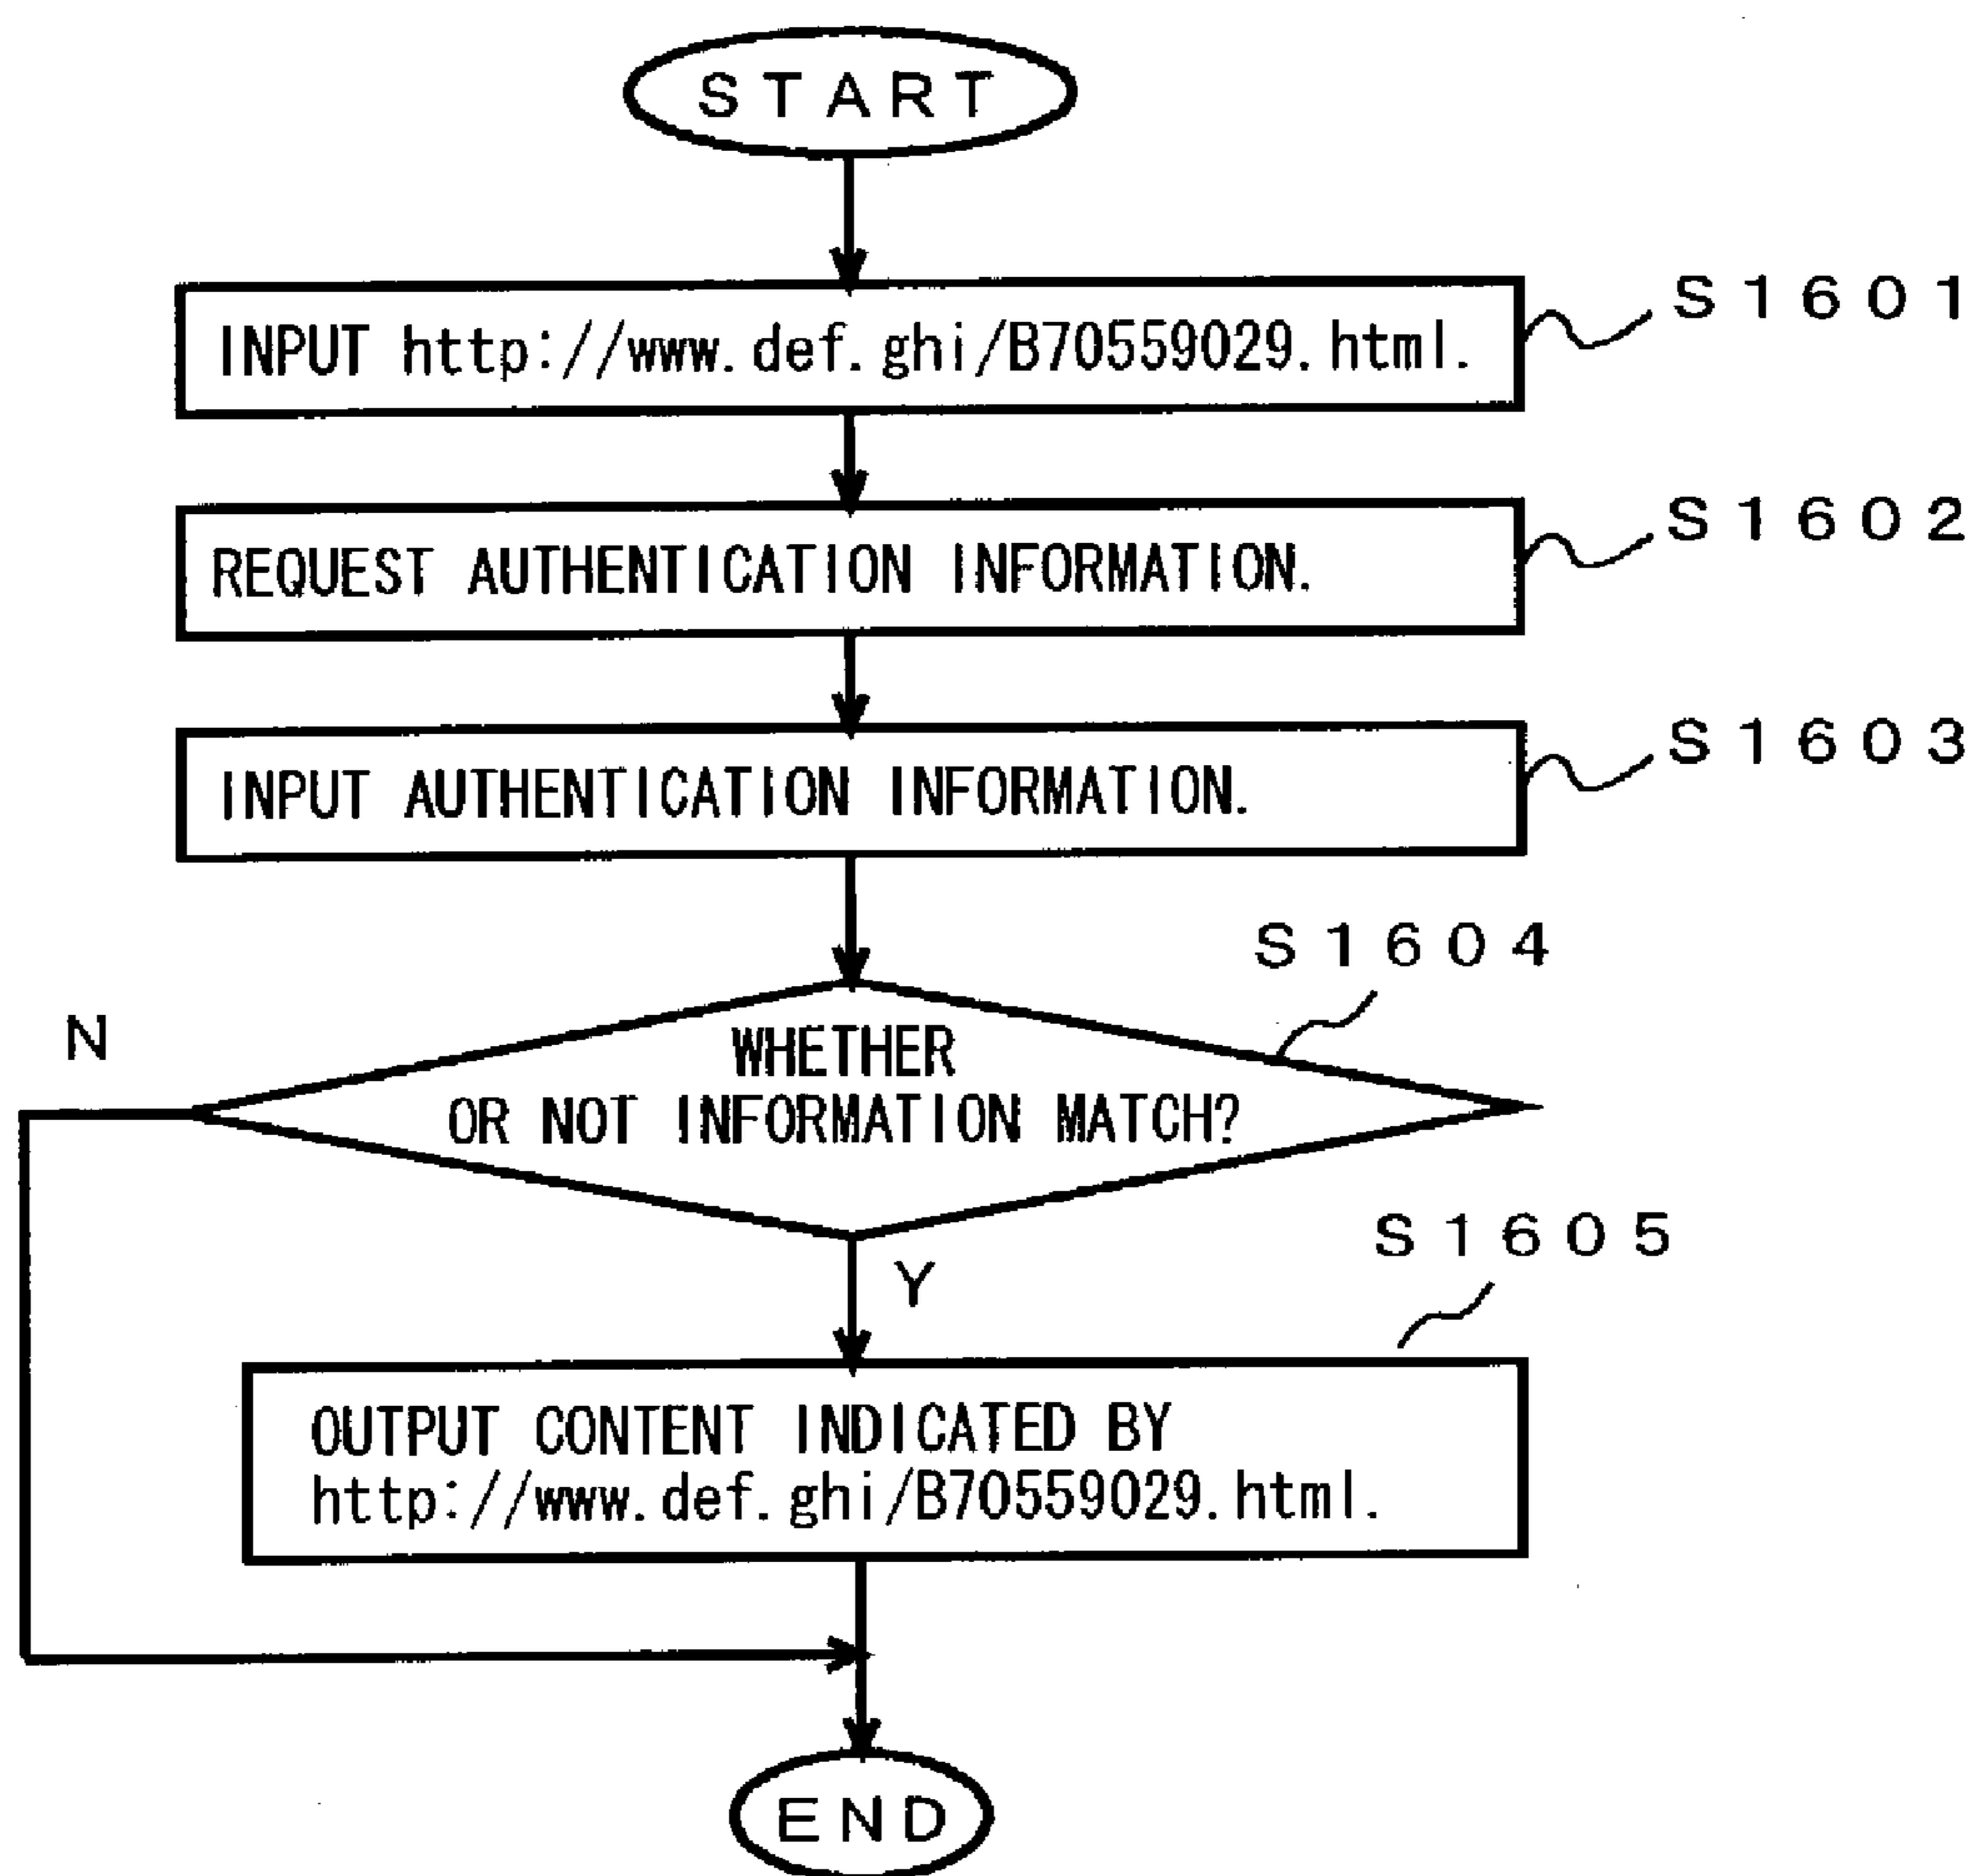 START
INPUT http://www.def.ghi/B70559029.html.
S1601
REQUEST AUTHENTICATION INFORMATION.
S1602
INPUT AUTHENTICATION INFORMATION.
S1603
S1604
N
WHETHER
OR NOT INFORMATION MATCH?
Y
S1605
OUTPUT CONTENT INDICATED BY
http://www.def.ghi/B70559029.html.
END